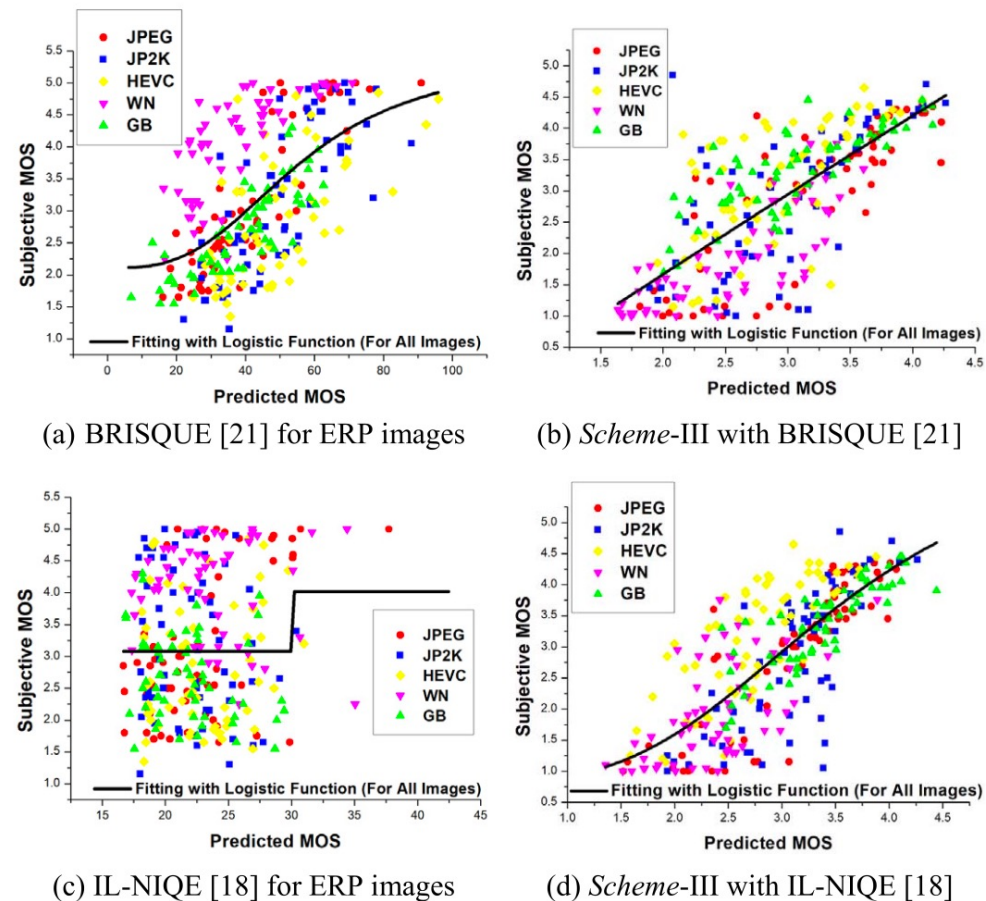 JPEG
JP2K
HEVC
WN
GB
5.5
5.0
4.5
4.0
3.5
3.0
2.5
2.0
1.5
1.0
Subjective MOS
Fitting with Logistic Function (For All Images)
0 20 40 60 80 100
Predicted MOS
(a) BRISQUE [21] for ERP images
JPEG
JP2K
HEVC
WN
GB
5.0
4.5
4.0
3.5
3.0
2.5
2.0
1.5
1.0
0.5
Subjective MOS
Fitting with Logistic Function (For All Images)
1.5 2.0 2.5 3.0 3.5 4.0 4.5
Predicted MOS
(b) Scheme-III with BRISQUE [21]
5.5
5.0
4.5
4.0
3.5
3.0
2.5
2.0
1.5
1.0
Subjective MOS
JPEG
JP2K
HEVC
WN
GB
Fitting with Logistic Function (For All Images)
15 20 25 30 35 40 45
Predicted MOS
(c) IL-NIQE [18] for ERP images
JPEG
JP2K
HEVC
WN
GB
5.0
4.5
4.0
3.5
3.0
2.5
2.0
1.5
1.0
0.5
Subjective MOS
Fitting with Logistic Function (For All Images)
1.0 1.5 2.0 2.5 3.0 3.5 4.0 4.5
Predicted MOS
(d) Scheme-III with IL-NIQE [18]